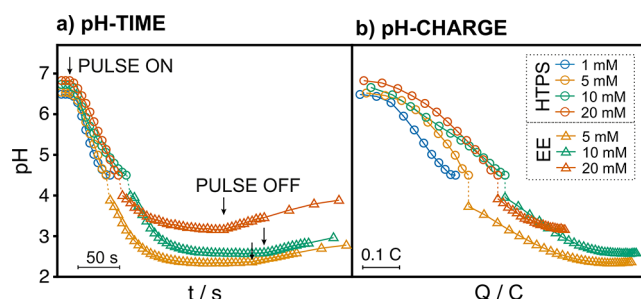 a) pH-TIME
b) pH-CHARGE
PULSE ON
PULSE OFF
pH
7
6
5
4
3
2
50 s
t / s
0.1 C
Q / C
HTPS
1 mM
5 mM
10 mM
20 mM
EE
5 mM
10 mM
20 mM